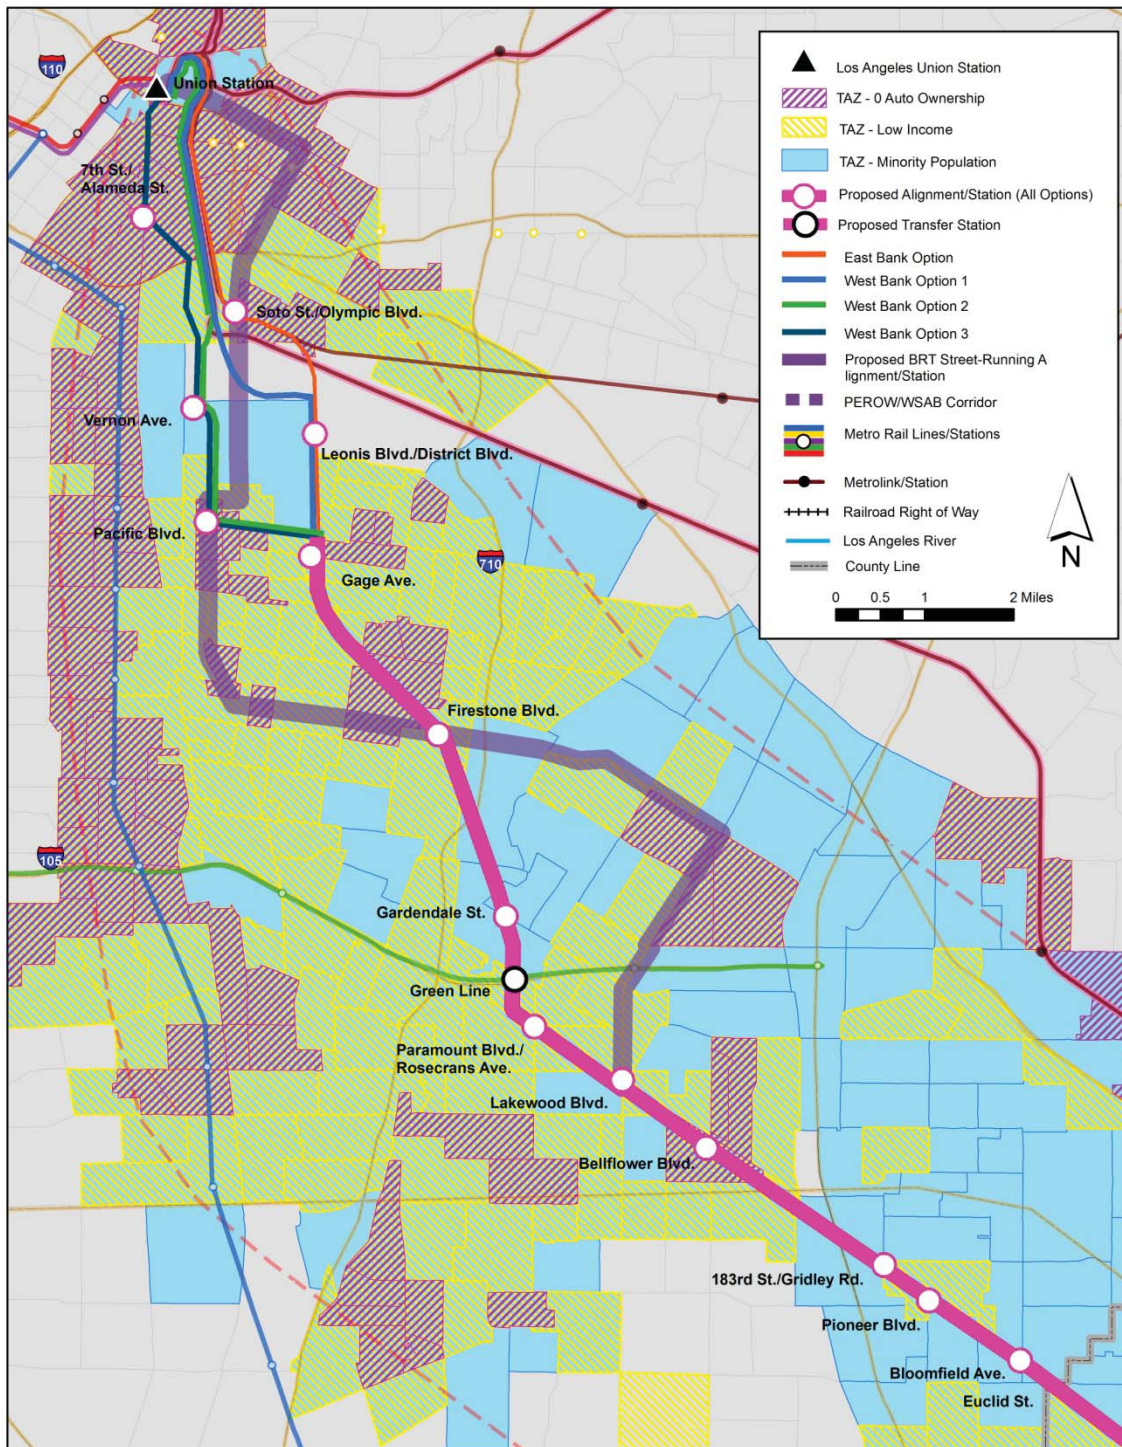 110
Union Station
7th St./
Alameda St.
Soto St./Olympic Blvd.
Vernon Ave.
Leonis Blvd./District Blvd.
Pacific Blvd.
710
Gage Ave.
Firestone Blvd.
105
Gardendale St.
Green Line
Paramount Blvd./
Rosecrans Ave.
Lakewood Blvd.
Bellflower Blvd.
183rd St./Gridley Rd.
Pioneer Blvd.
Bloomfield Ave.
Euclid St.
Los Angeles Union Station
TAZ - 0 Auto Ownership
TAZ - Low Income
TAZ - Minority Population
Proposed Alignment/Station (All Options)
Proposed Transfer Station
East Bank Option
West Bank Option 1
West Bank Option 2
West Bank Option 3
Proposed BRT Street-Running A
lignment/Station
PEROW/WSAB Corridor
Metro Rail Lines/Stations
Metrolink/Station
Railroad Right of Way
Los Angeles River
County Line
N
0 0.5 1 2 Miles